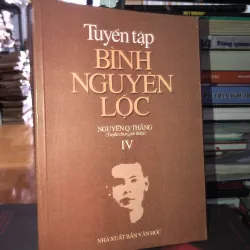 Tuyển tập
BÌNH
NGUYÊN
LỘC
NGUYỄN Q. THẮNG
(Tuyển chọn, giới thiệu)
IV
NHÀ XUẤT BẢN VĂN HỌC